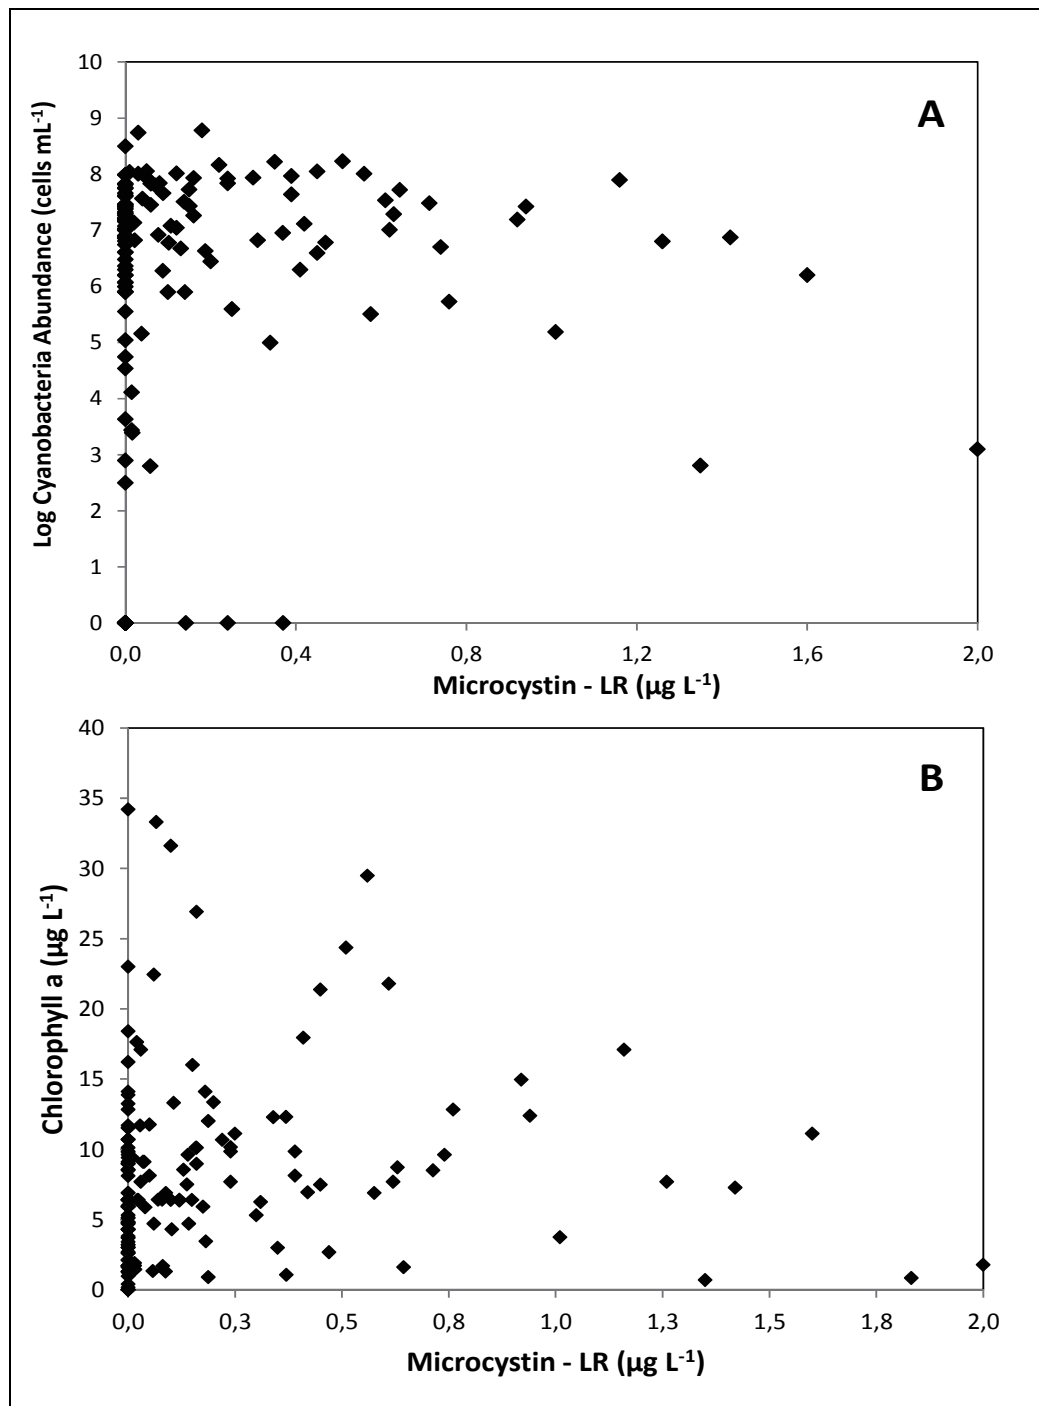 A
Log Cyanobacteria Abundance (cells mL-1)
10
9
8
7
6
5
4
3
2
1
0
0,0 0,4 0,8 1,2 1,6 2,0
Microcystin - LR (µg L-1)
B
Chlorophyll a (µg L-1)
40
35
30
25
20
15
10
5
0
0,0 0,3 0,5 0,8 1,0 1,3 1,5 1,8 2,0
Microcystin - LR (µg L-1)